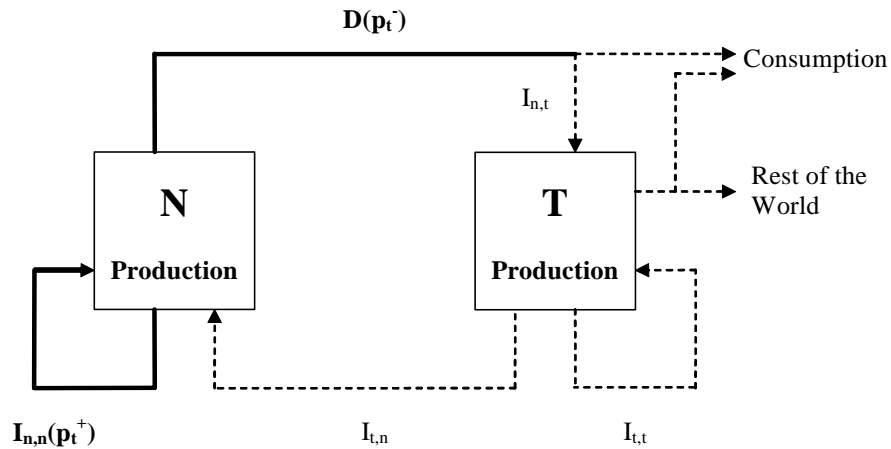 D(pₜ⁻)
Consumption
Iₙ,ₜ
N
T
Rest of the
World
Production
Production
Iₙ,ₙ(pₜ⁺)
Iₜ,ₙ
Iₜ,ₜ